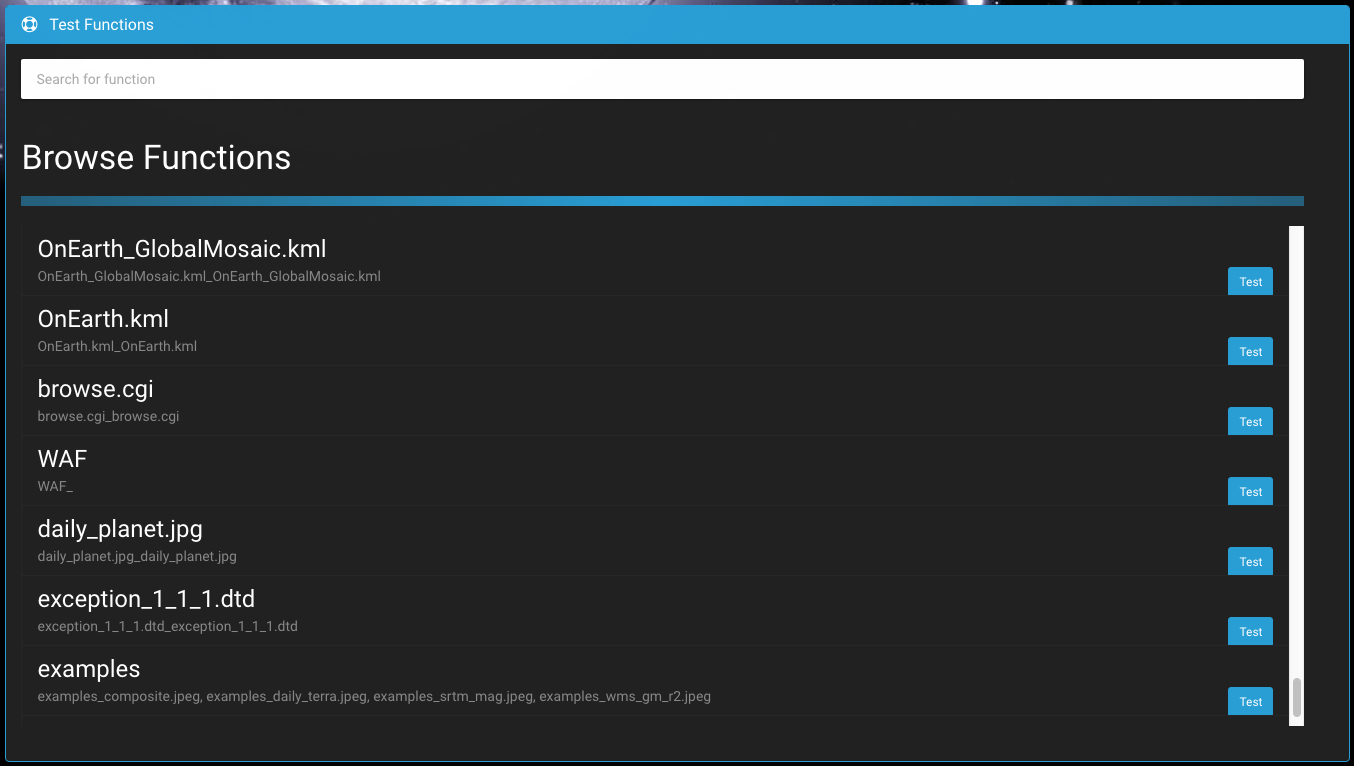 Test Functions
Search for function
Browse Functions
OnEarth_GlobalMosaic.kml
OnEarth_GlobalMosaic.kml_OnEarth_GlobalMosaic.kml
Test
OnEarth.kml
OnEarth.kml_OnEarth.kml
Test
browse.cgi
browse.cgi_browse.cgi
Test
WAF
WAF_
Test
daily_planet.jpg
daily_planet.jpg_daily_planet.jpg
Test
exception_1_1_1.dtd
exception_1_1_1.dtd_exception_1_1_1.dtd
Test
examples
examples_composite.jpeg, examples_daily_terra.jpeg, examples_srtm_mag.jpeg, examples_wms_gm_r2.jpeg
Test